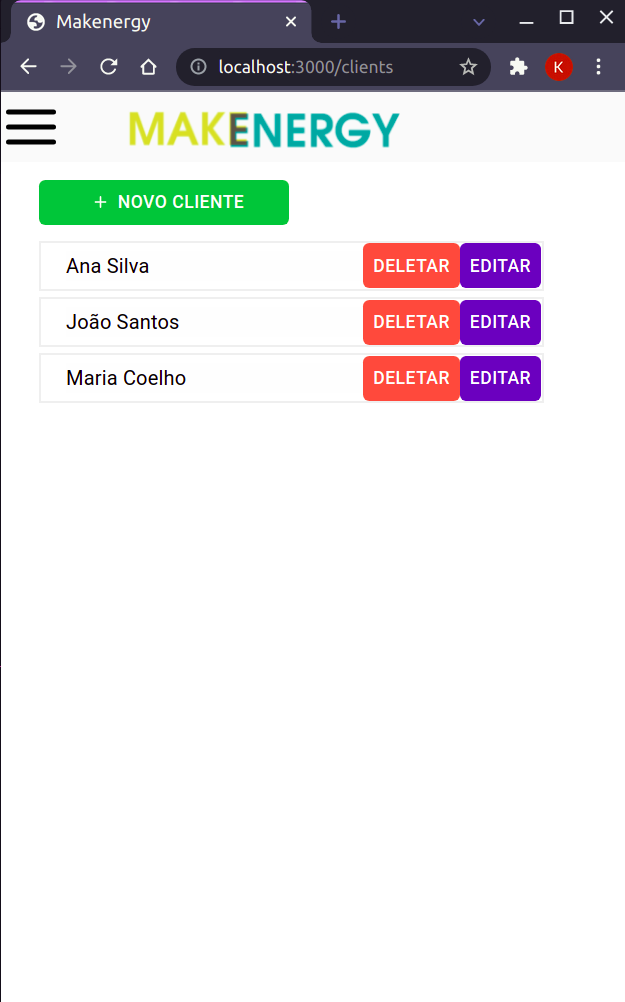 Makenergy
localhost:3000/clients
K
MAKENERGY
+ NOVO CLIENTE
Ana Silva DELETAR EDITAR
João Santos DELETAR EDITAR
Maria Coelho DELETAR EDITAR